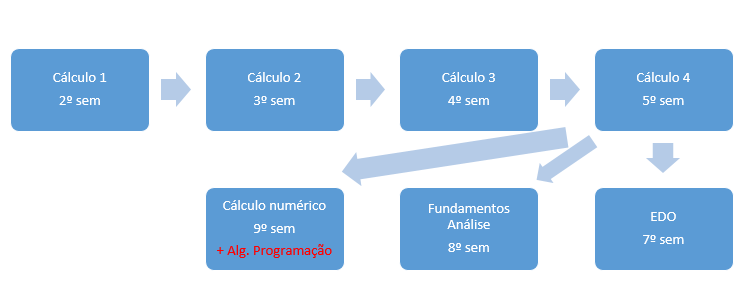 Cálculo 1
2º sem
Cálculo 2
3º sem
Cálculo 3
4º sem
Cálculo 4
5º sem
Cálculo numérico
9º sem
+ Alg. Programação
Fundamentos
Análise
8º sem
EDO
7º sem